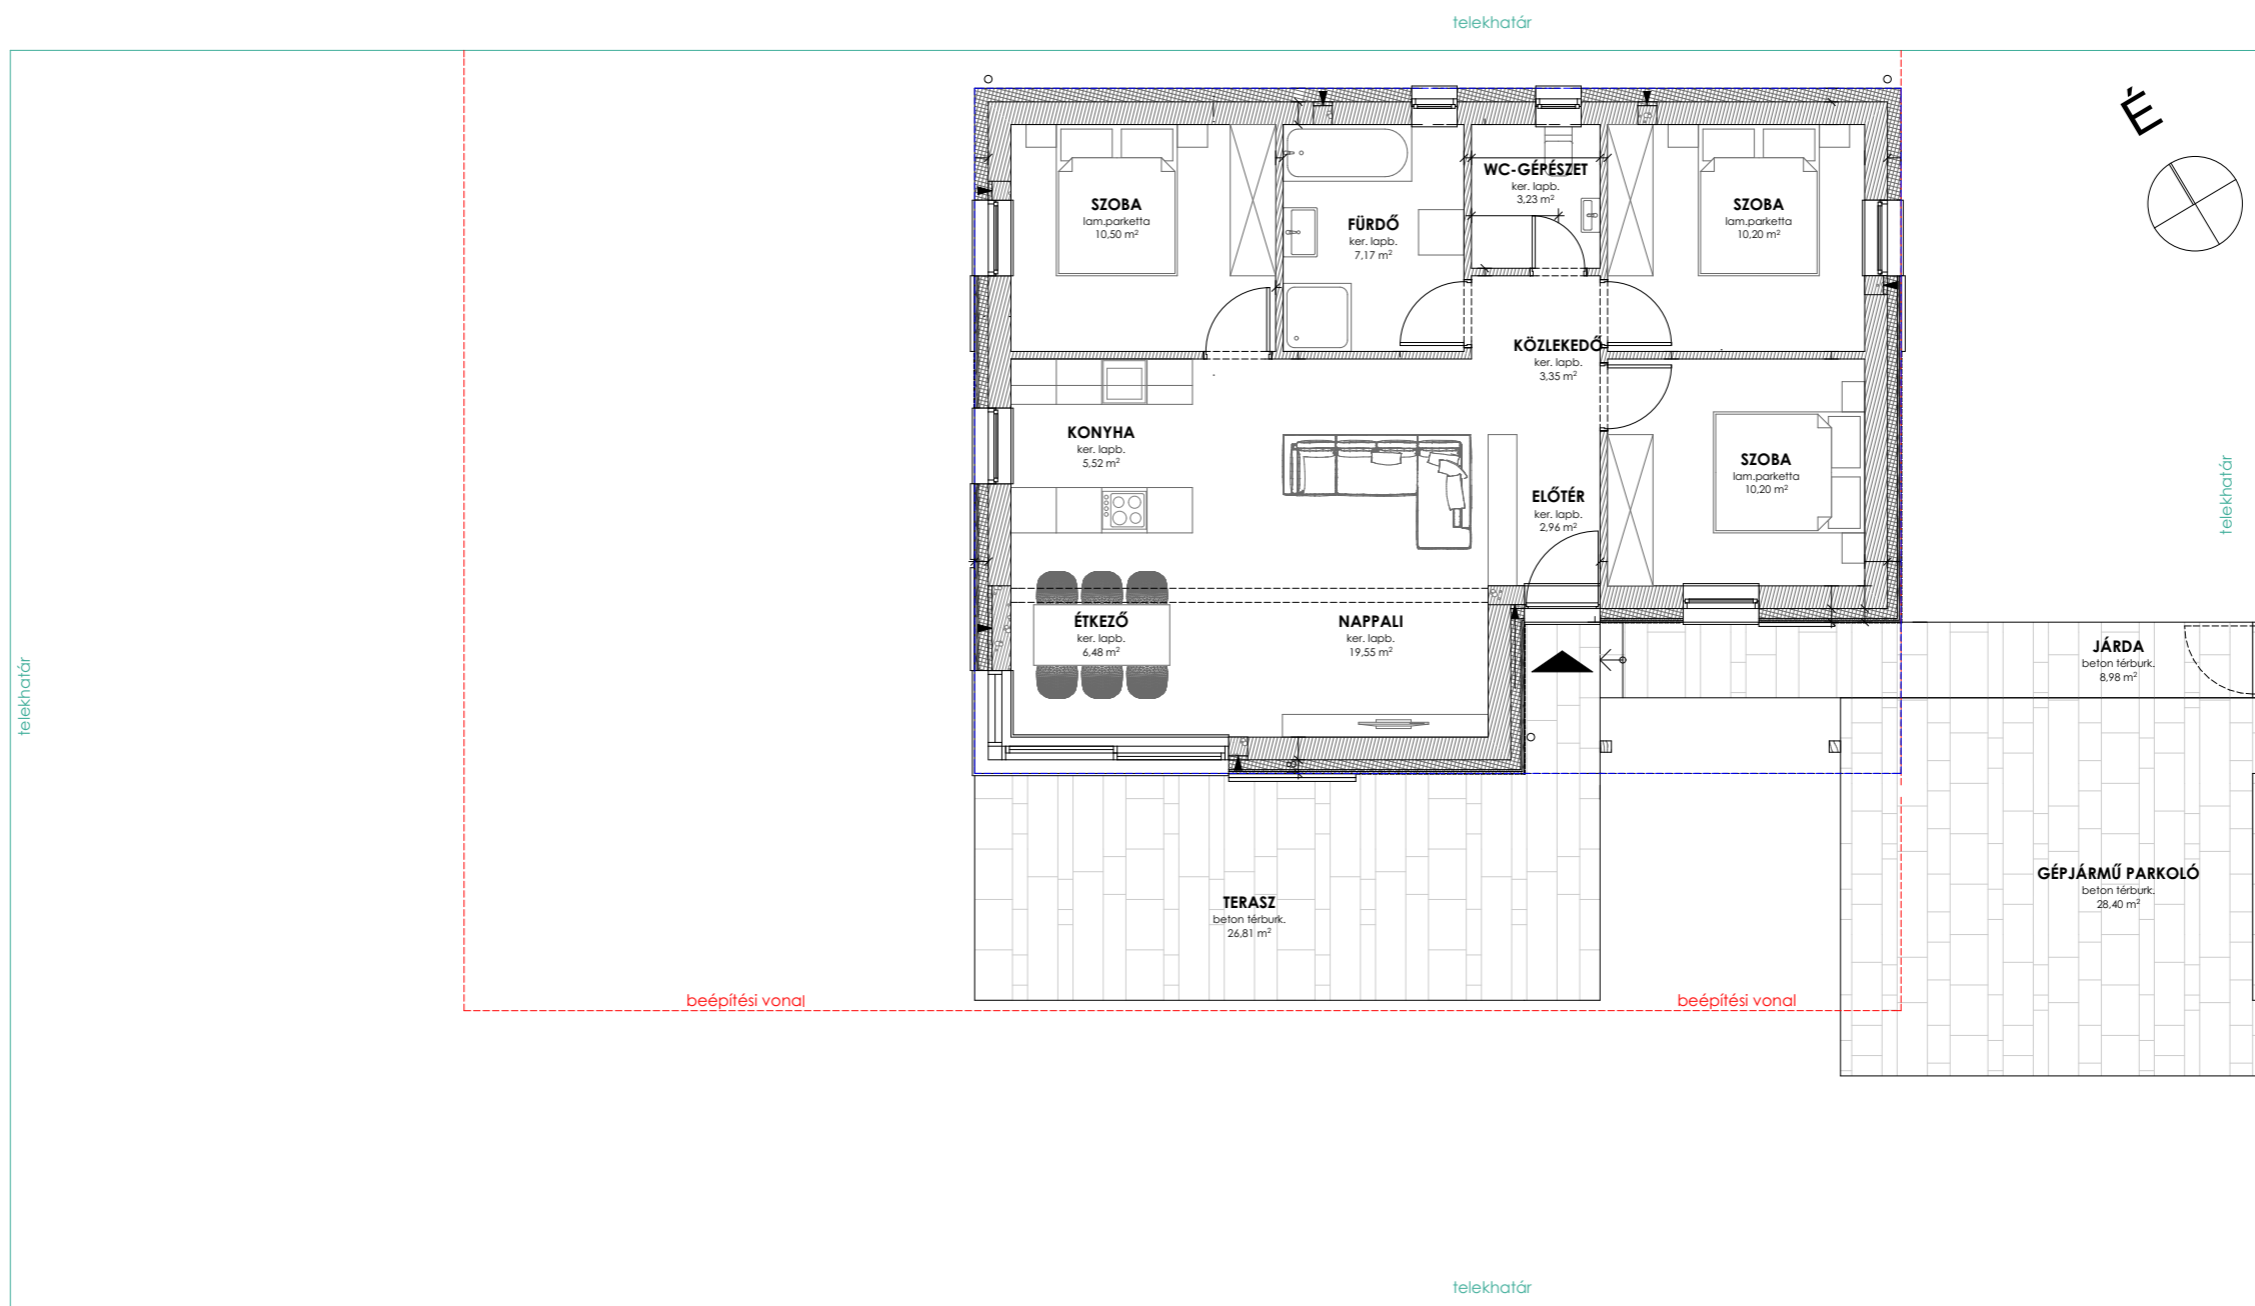 telekhatár
É
SZOBA
lam.parketta
10,50 m²
FÜRDŐ
ker. lapb.
7,17 m²
WC-GÉPÉSZET
ker. lapb.
3,23 m²
SZOBA
lam.parketta
10,20 m²
KÖZLEKEDŐ
ker. lapb.
3,35 m²
KONYHA
ker. lapb.
5,52 m²
ELŐTÉR
ker. lapb.
2,96 m²
SZOBA
lam.parketta
10,20 m²
telekhatár
ÉTKEZŐ
ker. lapb.
6,48 m²
NAPPALI
ker. lapb.
19,55 m²
JÁRDA
beton térburk.
8,98 m²
telekhatár
18
TERASZ
beton térburk.
26,81 m²
GÉPJÁRMŰ PARKOLÓ
beton térburk.
28,40 m²
beépítési vonal
beépítési vonal
telekhatár